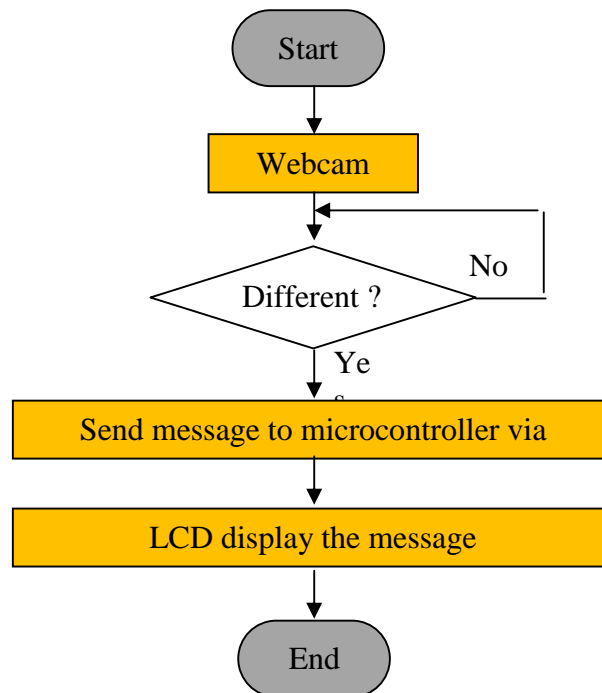 Start
Webcam
No
Different ?
Ye
Send message to microcontroller via
LCD display the message
End